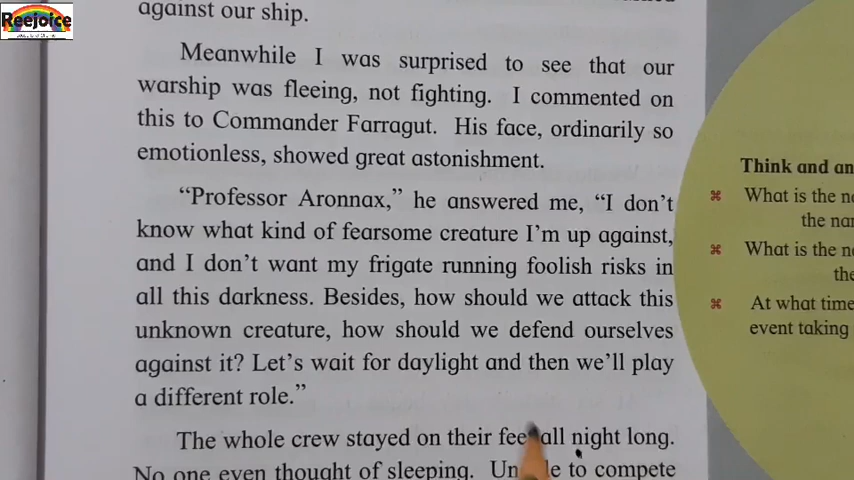 Reejoice
against our ship.
Meanwhile I was surprised to see that our
warship was fleeing, not fighting. I commented on
this to Commander Farragut. His face, ordinarily so
emotionless, showed great astonishment.
“Professor Aronnax,” he answered me, “I don’t
know what kind of fearsome creature I’m up against,
and I don’t want my frigate running foolish risks in
all this darkness. Besides, how should we attack this
unknown creature, how should we defend ourselves
against it? Let’s wait for daylight and then we’ll play
a different role.”
The whole crew stayed on their fee all night long.
No one even thought of sleeping. Un le to compete
Think and an
⌘ What is the n
the nar
⌘ What is the n
the
⌘ At what time
event taking